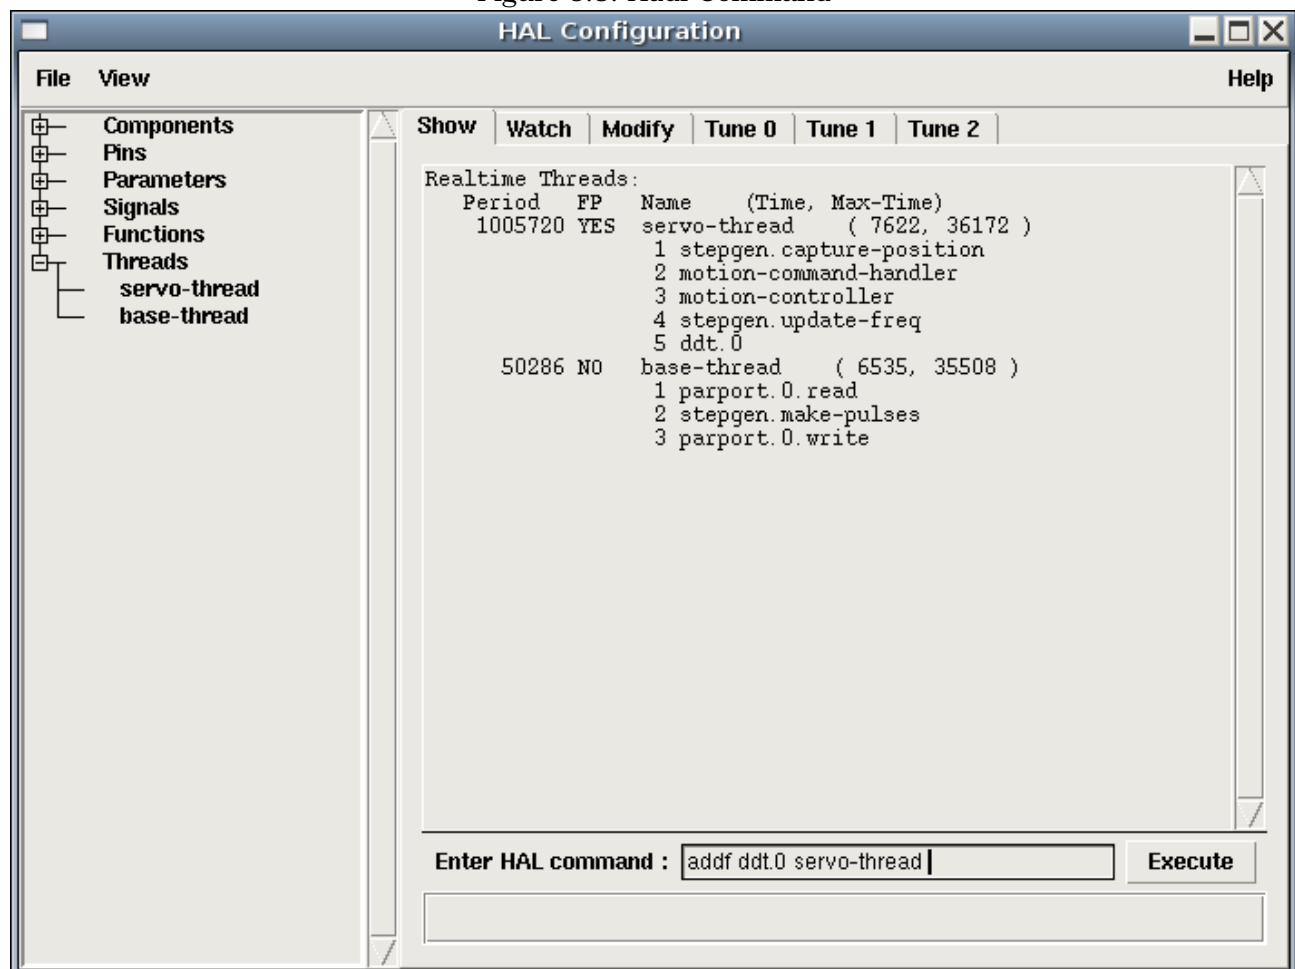 HAL Configuration
File View Help
Components
Pins
Parameters
Signals
Functions
Threads
servo-thread
base-thread
Show Watch Modify Tune 0 Tune 1 Tune 2
Realtime Threads:
Period FP Name (Time, Max-Time)
1005720 YES servo-thread ( 7622, 36172 )
1 stepgen.capture-position
2 motion-command-handler
3 motion-controller
4 stepgen.update-freq
5 ddt.0
50286 NO base-thread ( 6535, 35508 )
1 parport.0.read
2 stepgen.make-pulses
3 parport.0.write
Enter HAL command : addf ddt.0 servo-thread Execute